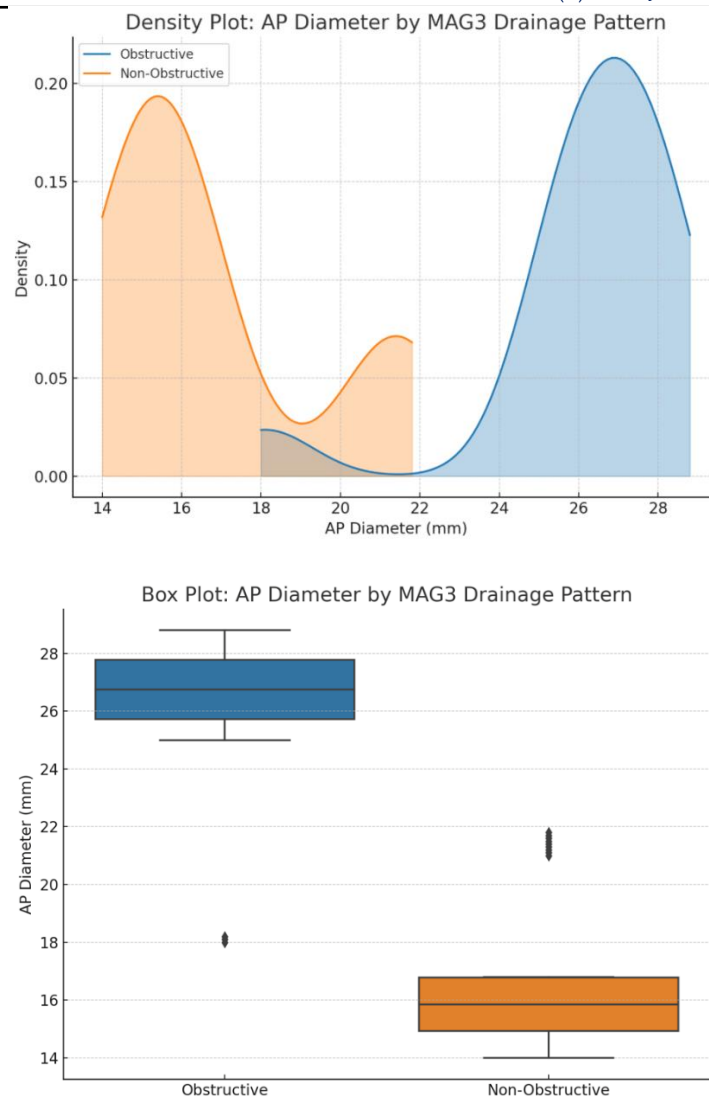 Density Plot: AP Diameter by MAG3 Drainage Pattern
Obstructive
Non-Obstructive
0.20
0.15
0.10
0.05
0.00
Density
14 16 18 20 22 24 26 28
AP Diameter (mm)
Box Plot: AP Diameter by MAG3 Drainage Pattern
28
26
24
22
20
18
16
14
AP Diameter (mm)
Obstructive Non-Obstructive